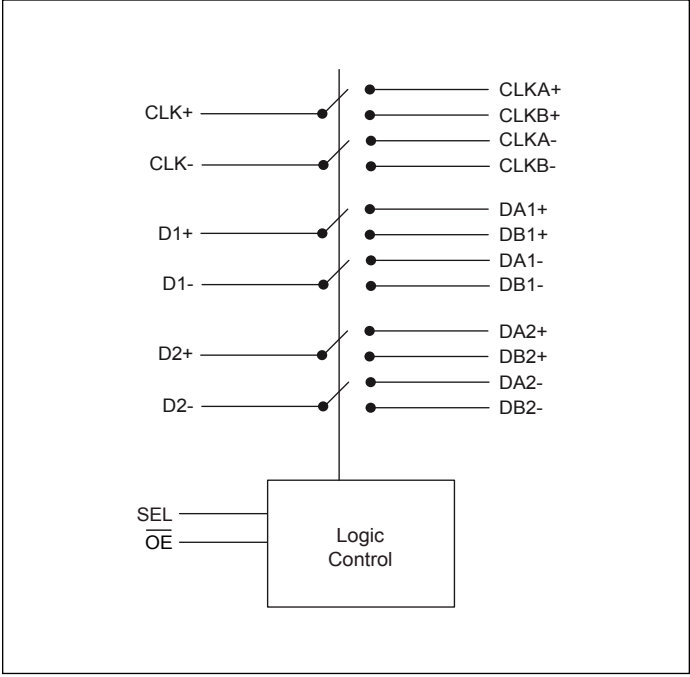 CLK+
CLKA+
CLKB+
CLK-
CLKA-
CLKB-
D1+
DA1+
DB1+
D1-
DA1-
DB1-
D2+
DA2+
DB2+
D2-
DA2-
DB2-
SEL
O̅E̅
Logic
Control